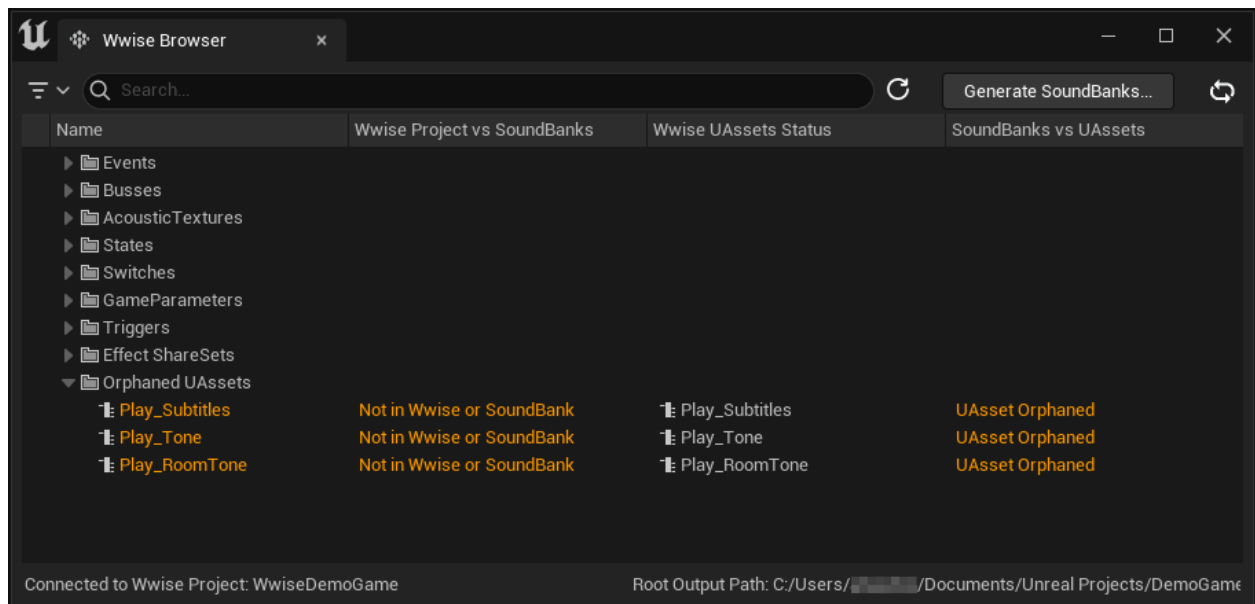 Wwise Browser
Search... Generate SoundBanks...
Name Wwise Project vs SoundBanks Wwise UAssets Status SoundBanks vs UAssets
Events
Busses
AcousticTextures
States
Switches
GameParameters
Triggers
Effect ShareSets
Orphaned UAssets
Play_Subtitles Not in Wwise or SoundBank Play_Subtitles UAsset Orphaned
Play_Tone Not in Wwise or SoundBank Play_Tone UAsset Orphaned
Play_RoomTone Not in Wwise or SoundBank Play_RoomTone UAsset Orphaned
Connected to Wwise Project: WwiseDemoGame Root Output Path: C:/Users/ /Documents/Unreal Projects/DemoGame